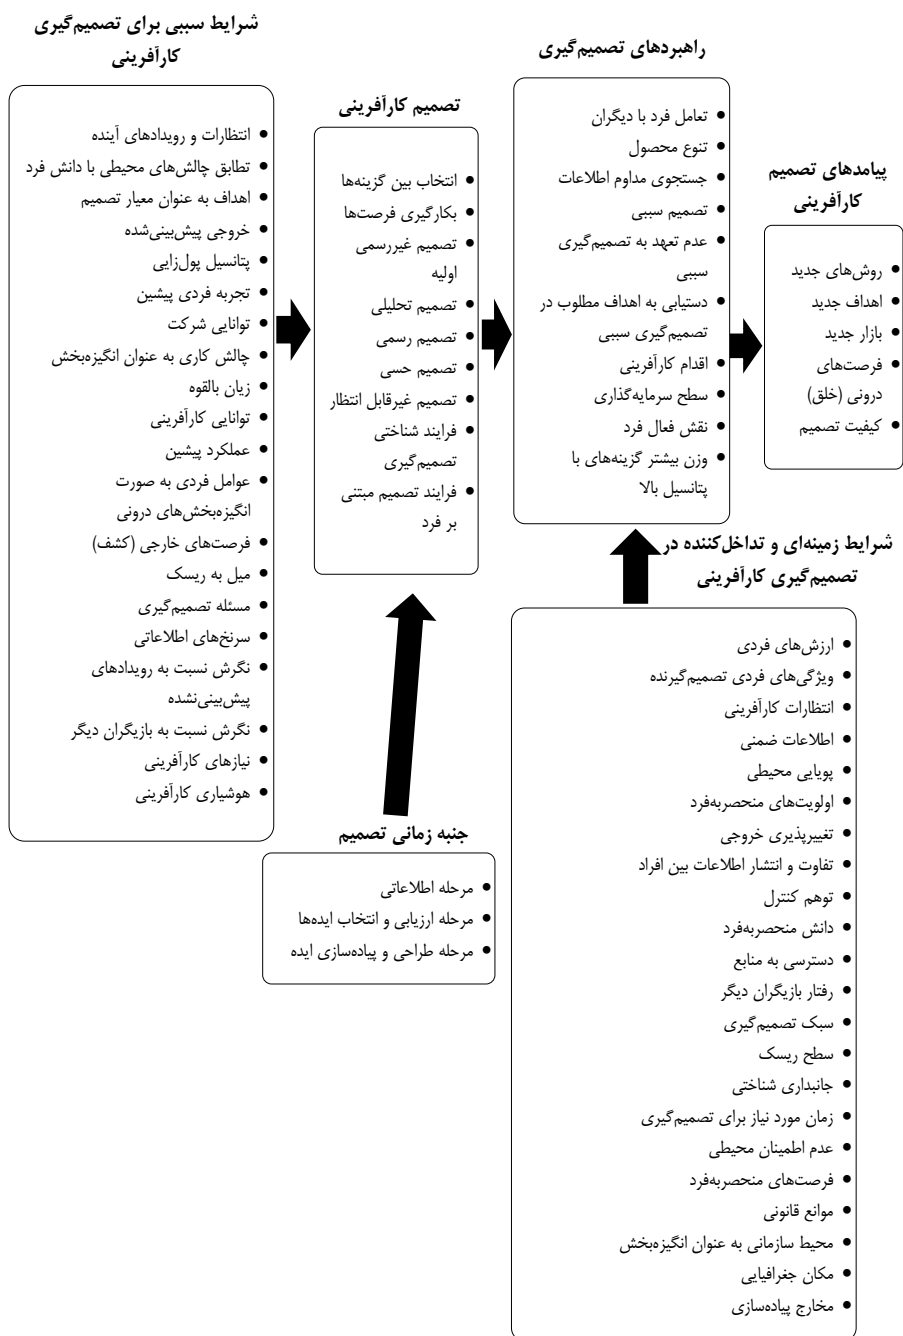 شرایط سببی برای تصمیم‌گیری
کارآفرینی
• انتظارات و رویدادهای آینده
• تطابق چالش‌های محیطی با دانش فرد
• اهداف به عنوان معیار تصمیم
• خروجی پیش‌بینی‌شده
• پتانسیل پول‌زایی
• تجربه فردی پیشین
• توانایی شرکت
• چالش کاری به عنوان انگیزه‌بخش
• زیان بالقوه
• توانایی کارآفرینی
• عملکرد پیشین
• عوامل فردی به صورت
انگیزه‌بخش‌های درونی
• فرصت‌های خارجی (کشف)
• میل به ریسک
• مسئله تصمیم‌گیری
• سرنخ‌های اطلاعاتی
• نگرش نسبت به رویدادهای
پیش‌بینی‌نشده
• نگرش نسبت به بازیگران دیگر
• نیازهای کارآفرینی
• هوشیاری کارآفرینی
تصمیم کارآفرینی
• انتخاب بین گزینه‌ها
• بکارگیری فرصت‌ها
• تصمیم غیررسمی
اولیه
• تصمیم تحلیلی
• تصمیم رسمی
• تصمیم حسی
• تصمیم غیرقابل انتظار
• فرایند شناختی
تصمیم‌گیری
• فرایند تصمیم مبتنی
بر فرد
جنبه زمانی تصمیم
• مرحله اطلاعاتی
• مرحله ارزیابی و انتخاب ایده‌ها
• مرحله طراحی و پیاده‌سازی ایده
راهبردهای تصمیم‌گیری
• تعامل فرد با دیگران
• تنوع محصول
• جستجوی مداوم اطلاعات
• تصمیم سببی
• عدم تعهد به تصمیم‌گیری
سببی
• دستیابی به اهداف مطلوب در
تصمیم‌گیری سببی
• اقدام کارآفرینی
• سطح سرمایه‌گذاری
• نقش فعال فرد
• وزن بیشتر گزینه‌های با
پتانسیل بالا
شرایط زمینه‌ای و تداخل‌کننده در
تصمیم‌گیری کارآفرینی
• ارزش‌های فردی
• ویژگی‌های فردی تصمیم‌گیرنده
• انتظارات کارآفرینی
• اطلاعات ضمنی
• پویایی محیطی
• اولویت‌های منحصربه‌فرد
• تغییرپذیری خروجی
• تفاوت و انتشار اطلاعات بین افراد
• توهم کنترل
• دانش منحصربه‌فرد
• دسترسی به منابع
• رفتار بازیگران دیگر
• سبک تصمیم‌گیری
• سطح ریسک
• جانبداری شناختی
• زمان مورد نیاز برای تصمیم‌گیری
• عدم اطمینان محیطی
• فرصت‌های منحصربه‌فرد
• موانع قانونی
• محیط سازمانی به عنوان انگیزه‌بخش
• مکان جغرافیایی
• مخارج پیاده‌سازی
پیامدهای تصمیم
کارآفرینی
• روش‌های جدید
• اهداف جدید
• بازار جدید
• فرصت‌های
درونی (خلق)
• کیفیت تصمیم